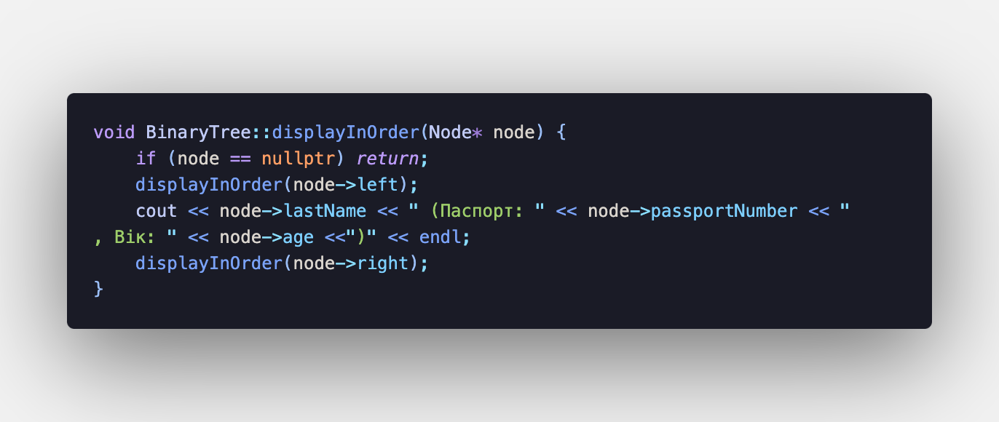 void BinaryTree::displayInOrder(Node* node) {
    if (node == nullptr) return;
    displayInOrder(node->left);
    cout << node->lastName << " (Паспорт: " << node->passportNumber << "
, Вік: " << node->age <<")" << endl;
    displayInOrder(node->right);
}